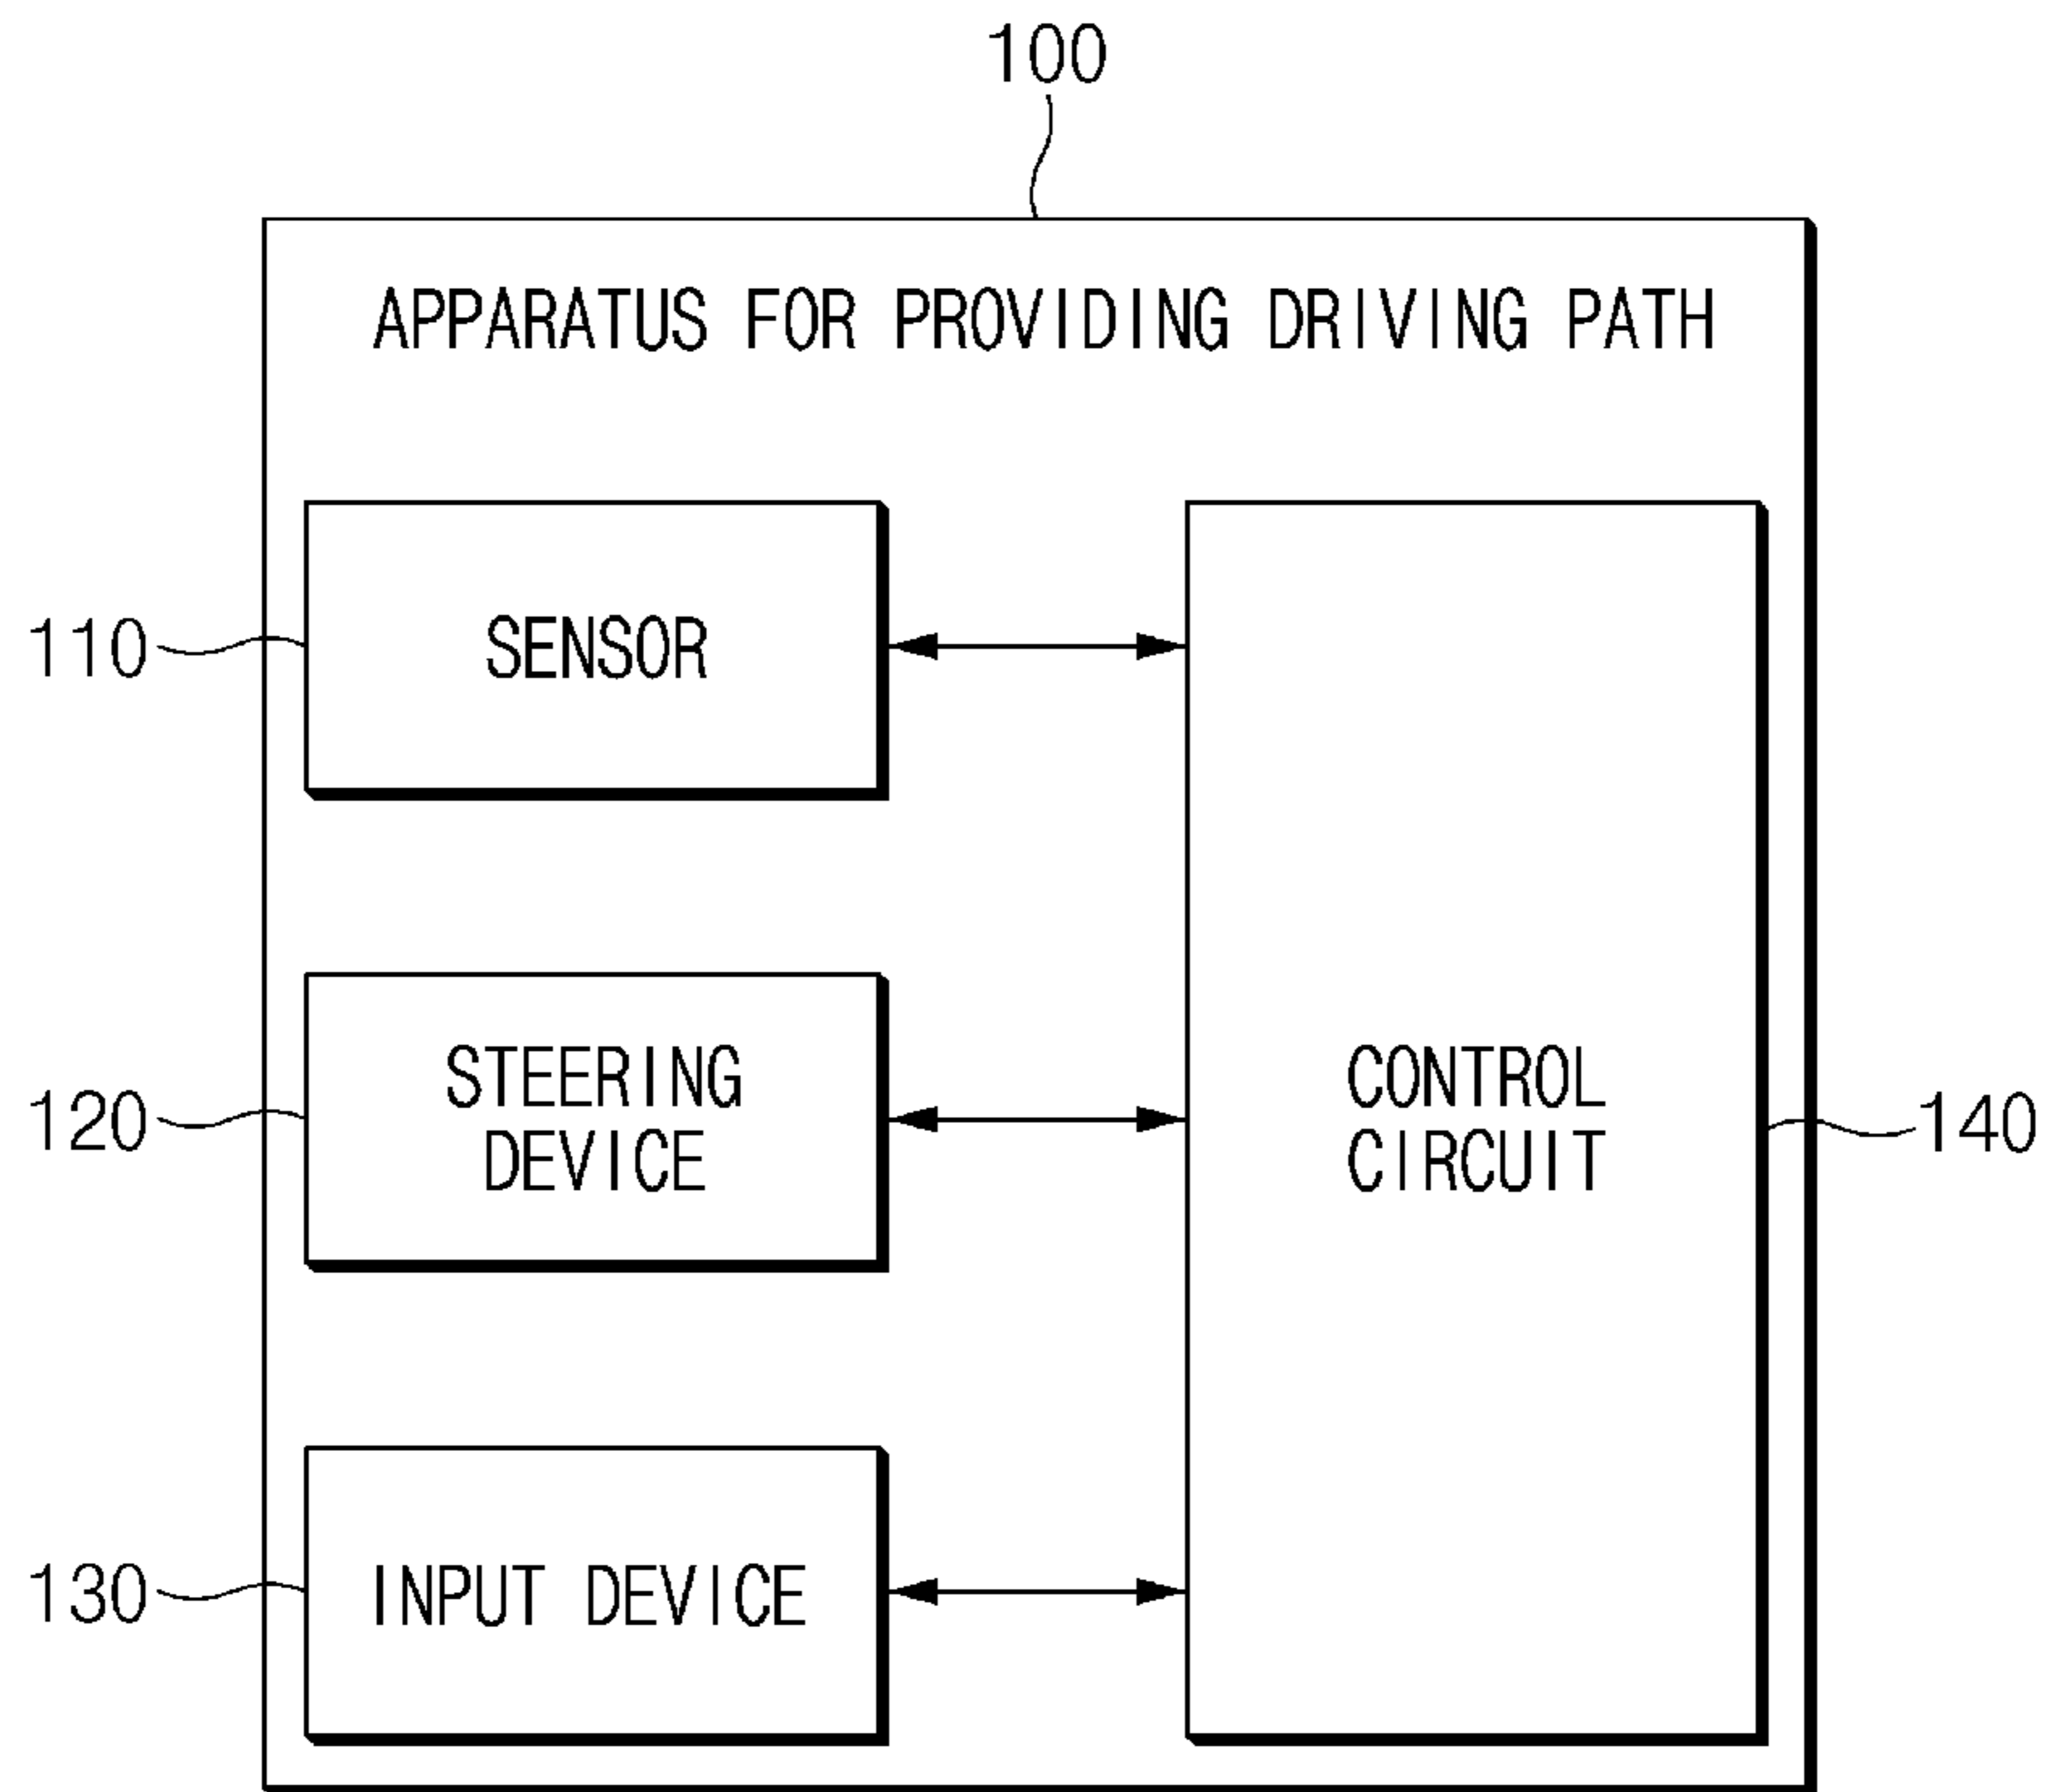 100
APPARATUS FOR PROVIDING DRIVING PATH
110
SENSOR
120
STEERING
DEVICE
CONTROL
CIRCUIT
140
130
INPUT DEVICE